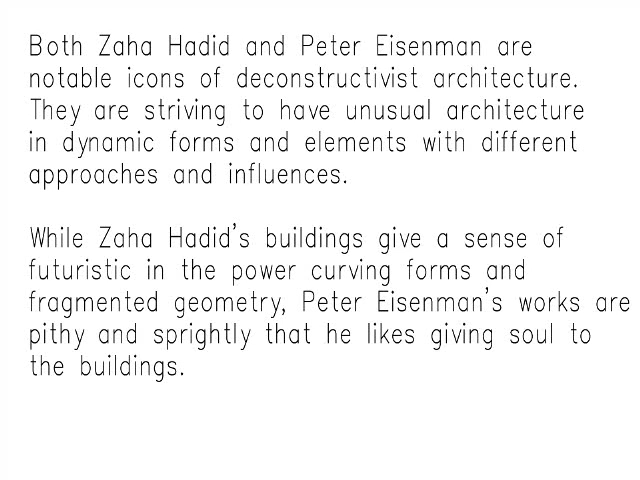 Both Zaha Hadid and Peter Eisenman are
notable icons of deconstructivist architecture.
They are striving to have unusual architecture
in dynamic forms and elements with different
approaches and influences.

While Zaha Hadid's buildings give a sense of
futuristic in the power curving forms and
fragmented geometry, Peter Eisenman's works are
pithy and sprightly that he likes giving soul to
the buildings.